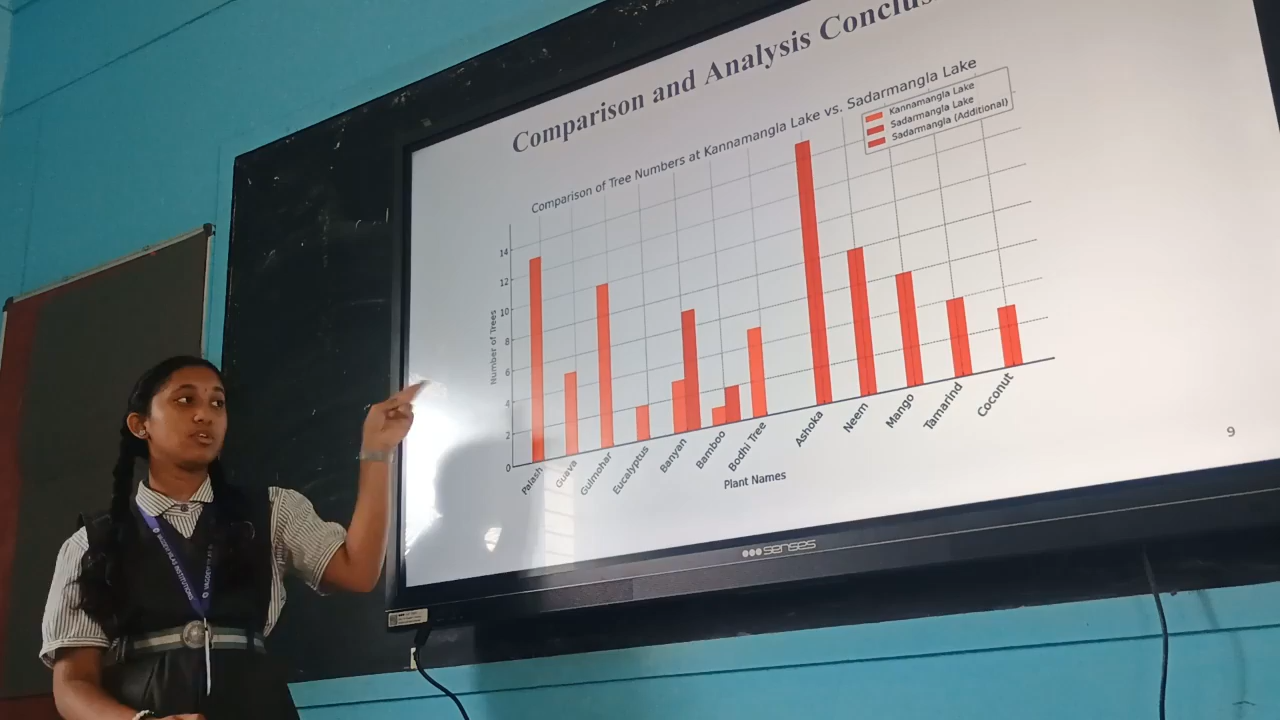 Comparison and Analysis
Comparison of Tree Numbers at Kannamangla Lake vs. Sadarmangla Lake
Kannamangla Lake
Sadarmangla Lake
Sadarmangla (Additional)
Number of Trees
14
12
10
8
6
4
2
0
Palash
Guava
Gulmohar
Eucalyptus
Banyan
Bamboo
Bodhi Tree
Ashoka
Neem
Mango
Tamarind
Coconut
Plant Names
9
senses